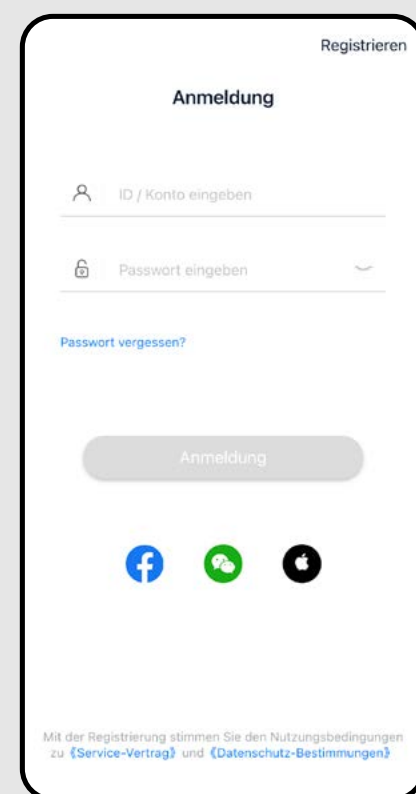 Registrieren
Anmeldung
ID / Konto eingeben
Passwort eingeben
Passwort vergessen?
Anmeldung
Mit der Registrierung stimmen Sie den Nutzungsbedingungen
zu 《Service-Vertrag》 und 《Datenschutz-Bestimmungen》